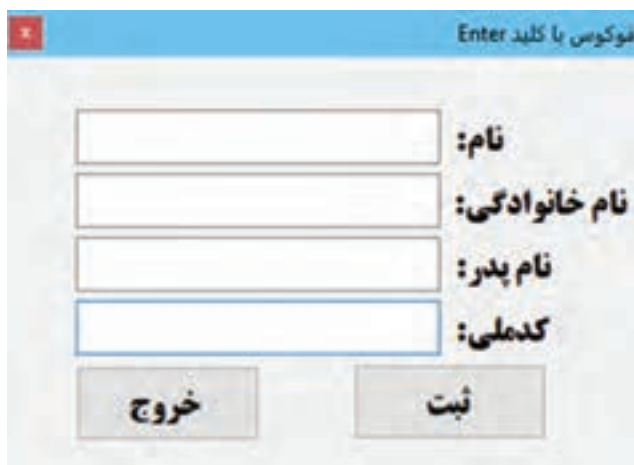 فوکوس با کلید Enter
نام:
نام خانوادگی:
نام پدر:
کدملی:
ثبت
خروج